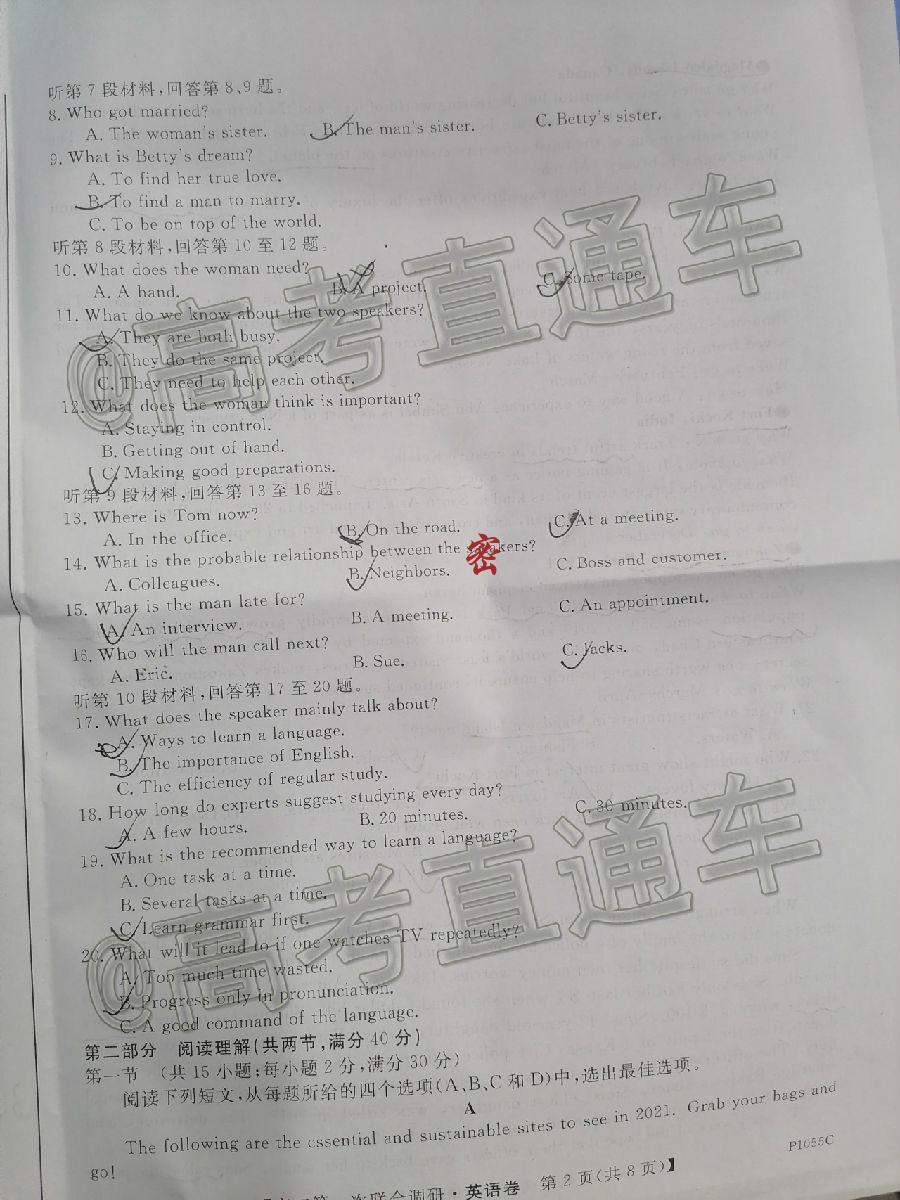 听第7段材料,回答第8、9题。
8. Who got married?
A. The woman's sister. B. The man's sister. C. Betty's sister.
9. What is Betty's dream?
A. To find her true love.
B. To find a man to marry.
C. To be on top of the world.
听第8段材料,回答第10至12题。
10. What does the woman need?
A. A hand. B. A project. C. Some tape.
11. What do we know about the two speakers?
A. They are both busy.
B. They do the same project.
C. They need to help each other.
12. What does the woman think is important?
A. Staying in control.
B. Getting out of hand.
C. Making good preparations.
听第9段材料,回答第13至16题。
13. Where is Tom now?
A. In the office. B. On the road. C. At a meeting.
14. What is the probable relationship between the speakers?
A. Colleagues. B. Neighbors. C. Boss and customer.
密
15. What is the man late for?
A. An interview. B. A meeting. C. An appointment.
16. Who will the man call next?
A. Eric. B. Sue. C. Jacks.
听第10段材料,回答第17至20题。
17. What does the speaker mainly talk about?
A. Ways to learn a language.
B. The importance of English.
C. The efficiency of regular study.
18. How long do experts suggest studying every day?
A. A few hours. B. 20 minutes. C. 30 minutes.
19. What is the recommended way to learn a language?
A. One task at a time.
B. Several tasks at a time.
C. Learn grammar first.
20. What will it lead to if one watches TV repeatedly?
A. Too much time wasted.
B. Progress only in pronunciation.
C. A good command of the language.
第二部分 阅读理解(共两节,满分40分)
第一节 (共15小题;每小题2分,满分30分)
阅读下列短文,从每题所给的四个选项(A、B、C和D)中,选出最佳选项。
A
The following are the essential and sustainable sites to see in 2021. Grab your bags and
go!
P1055C
次联合调研·英语卷 第2页(共8页)】
@高考直通车
@高考直通车